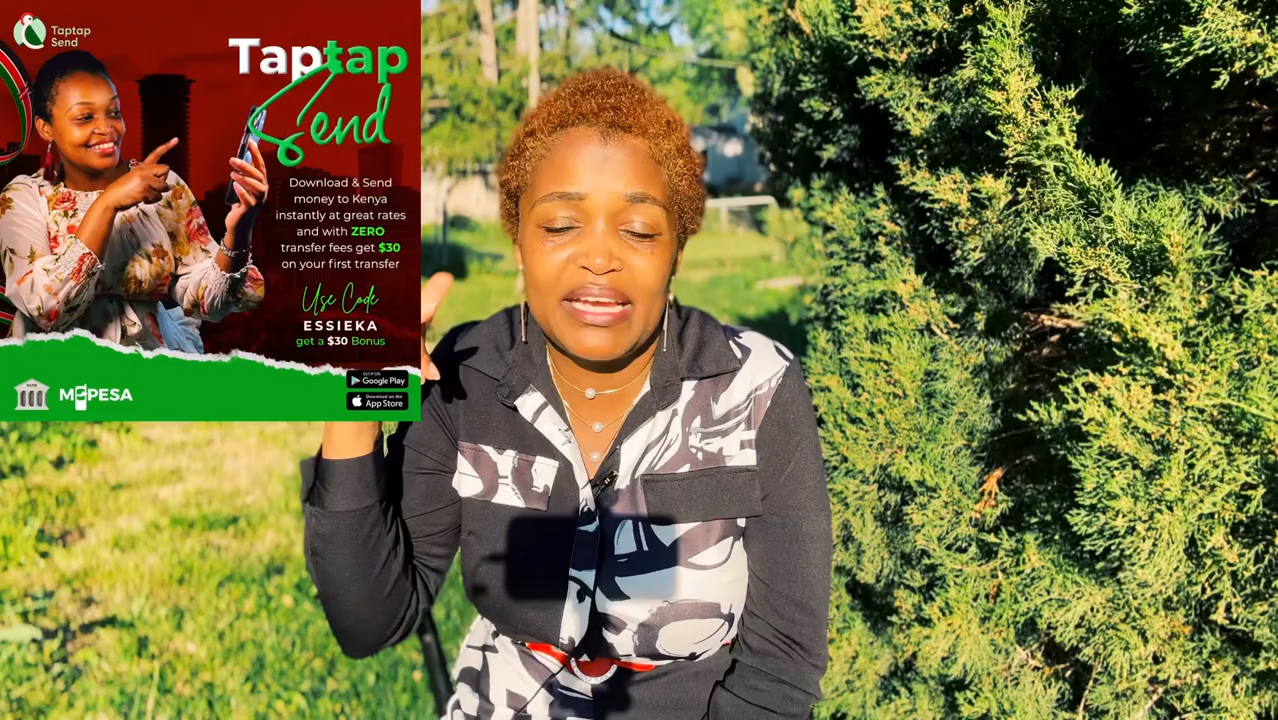 Taptap
Send
Taptap
Send
Download & Send
money to Kenya
instantly at great rates
and with ZERO
transfer fees get $30
on your first transfer
Use Code
ESSIEKA
get a $30 Bonus
BANK
M-PESA
GET IT ON
Google Play
Download on the
App Store